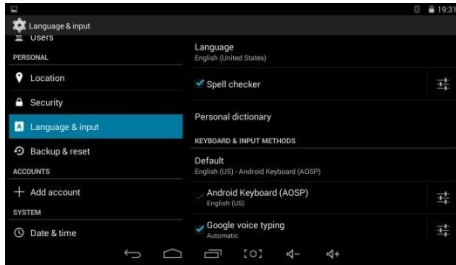 19:31
Language & input
Users
PERSONAL
Location
Security
Language & input
Backup & reset
ACCOUNTS
Add account
SYSTEM
Date & time
Language
English (United States)
Spell checker
Personal dictionary
KEYBOARD & INPUT METHODS
Default
English (US) - Android Keyboard (AOSP)
Android Keyboard (AOSP)
English (US)
Google voice typing
Automatic